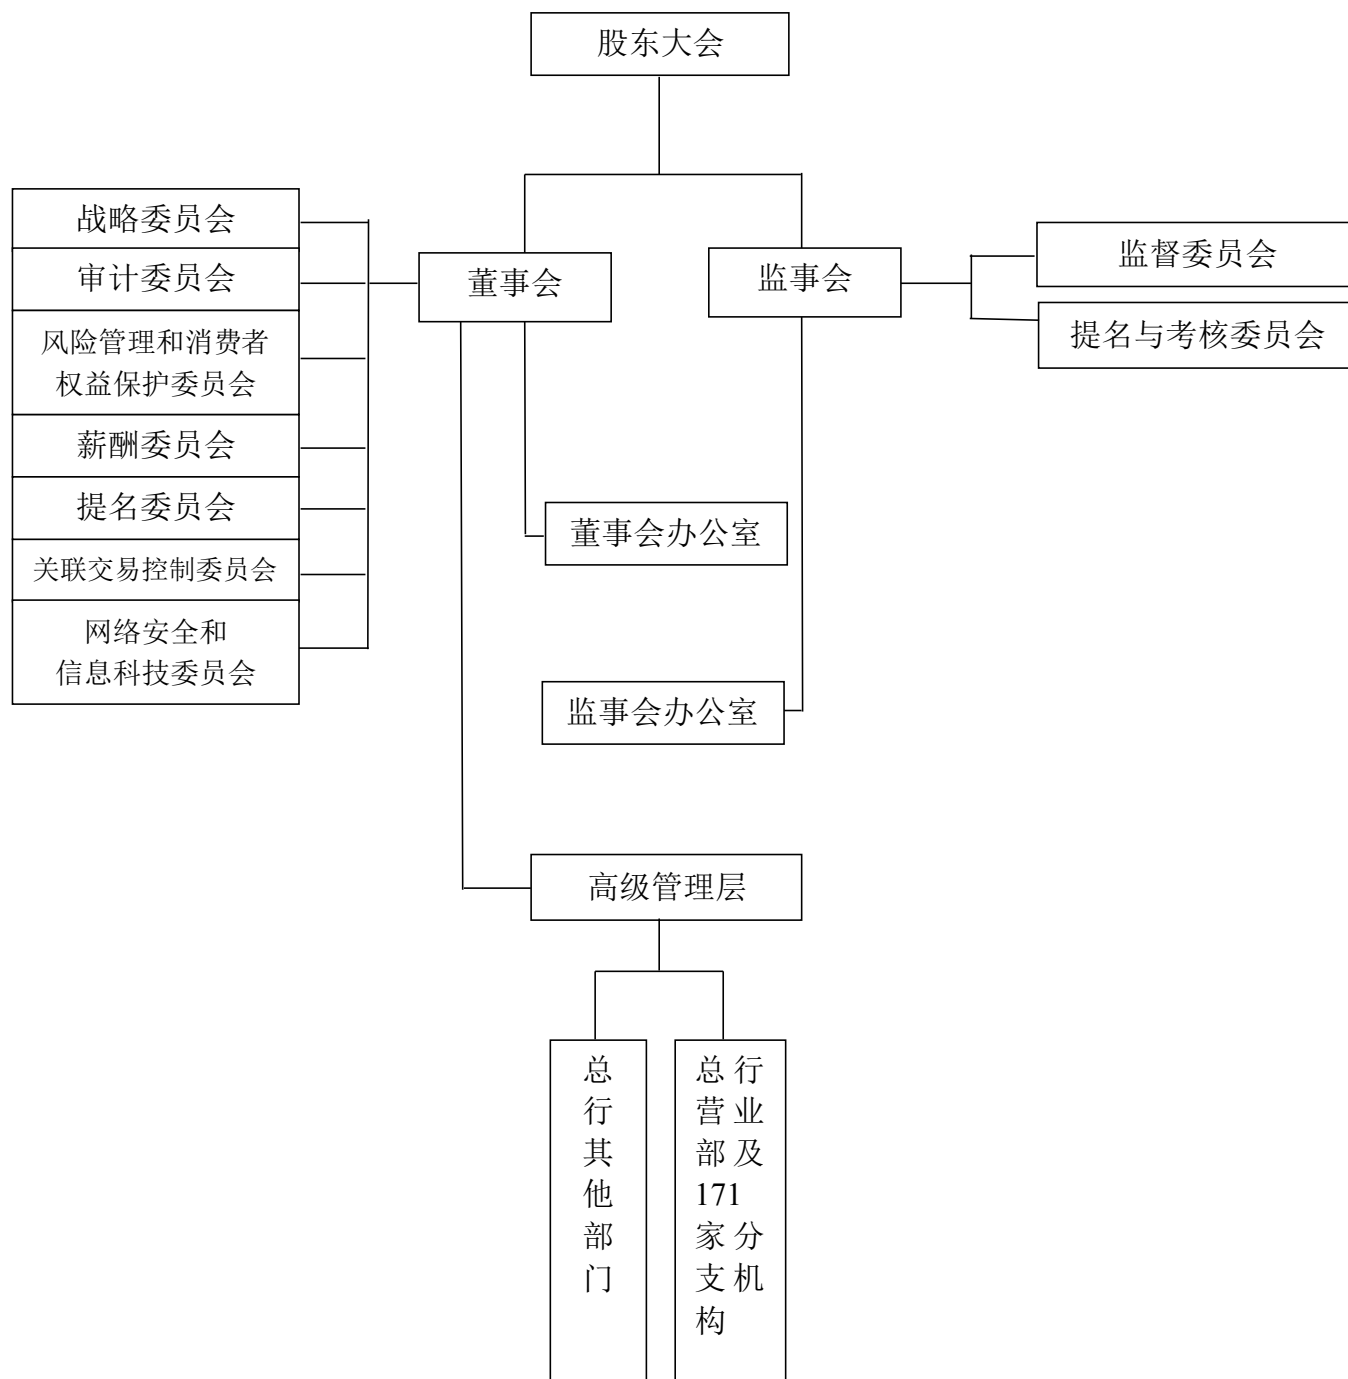 股东大会
战略委员会
审计委员会
风险管理和消费者
权益保护委员会
薪酬委员会
提名委员会
关联交易控制委员会
网络安全和
信息科技委员会
董事会
监事会
监督委员会
提名与考核委员会
董事会办公室
监事会办公室
高级管理层
总
行
其
他
部
门
总行
营业
部及
171
家分
支机
构